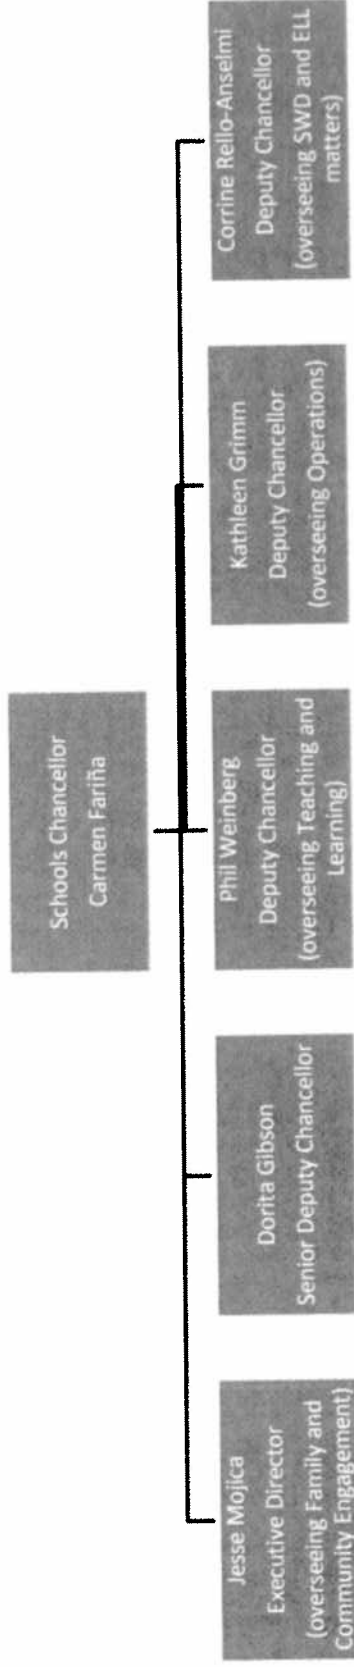 Schools Chancellor
Carmen Fariña
Jesse Mojica
Executive Director
(overseeing Family and
Community Engagement)
Dorita Gibson
Senior Deputy Chancellor
Phil Weinberg
Deputy Chancellor
(overseeing Teaching and
Learning)
Kathleen Grimm
Deputy Chancellor
(overseeing Operations)
Corrine Rello-Anselmi
Deputy Chancellor
(overseeing SWD and ELL
matters)